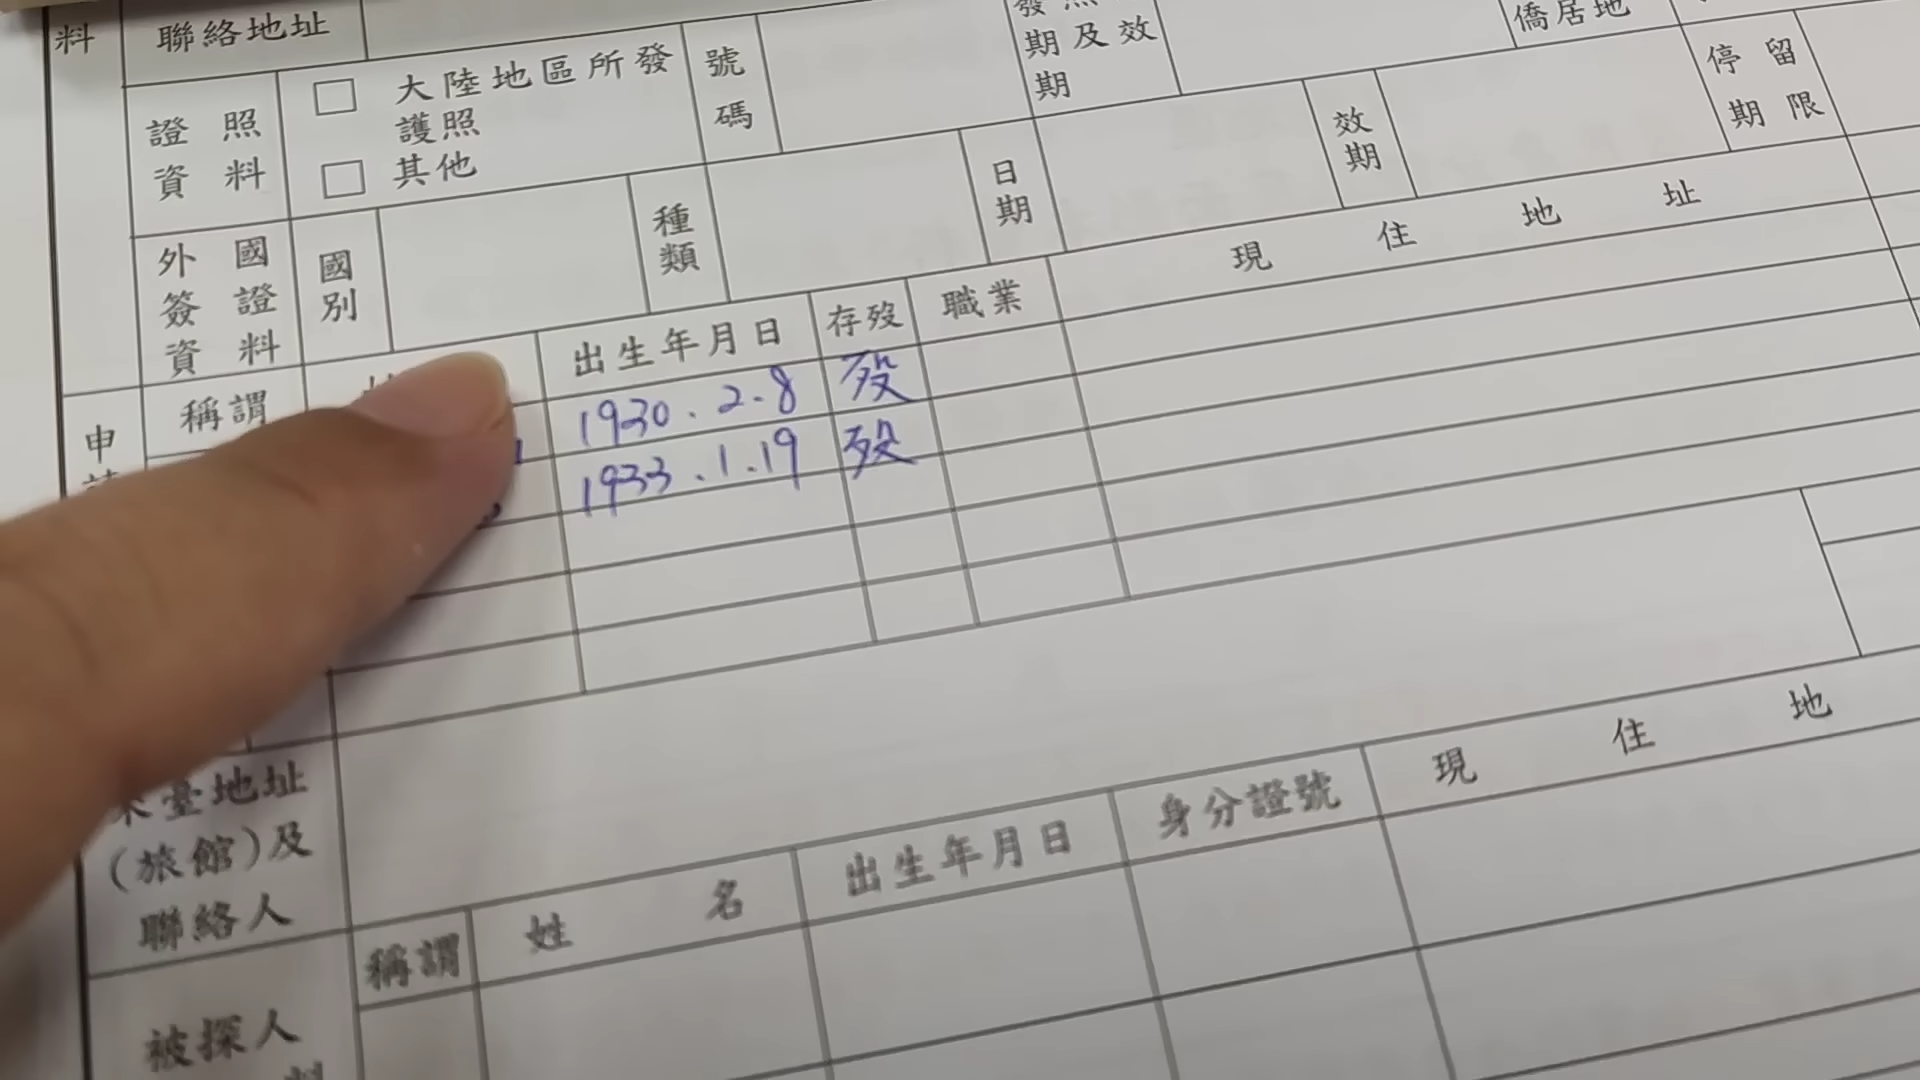 料
聯絡地址
期及效
期
僑居地
證照
資料
大陸地區所發
護照
其他
號
碼
日
期
效
期
停留
期限
外國
簽證
資料
國
別
種
類
稱謂
出生年月日
存歿
職業
現住地址
1930.2.8
歿
1933.1.19
歿
申
臺地址
(旅館)及
聯絡人
稱謂
姓名
出生年月日
身分證號
現住地
被探人